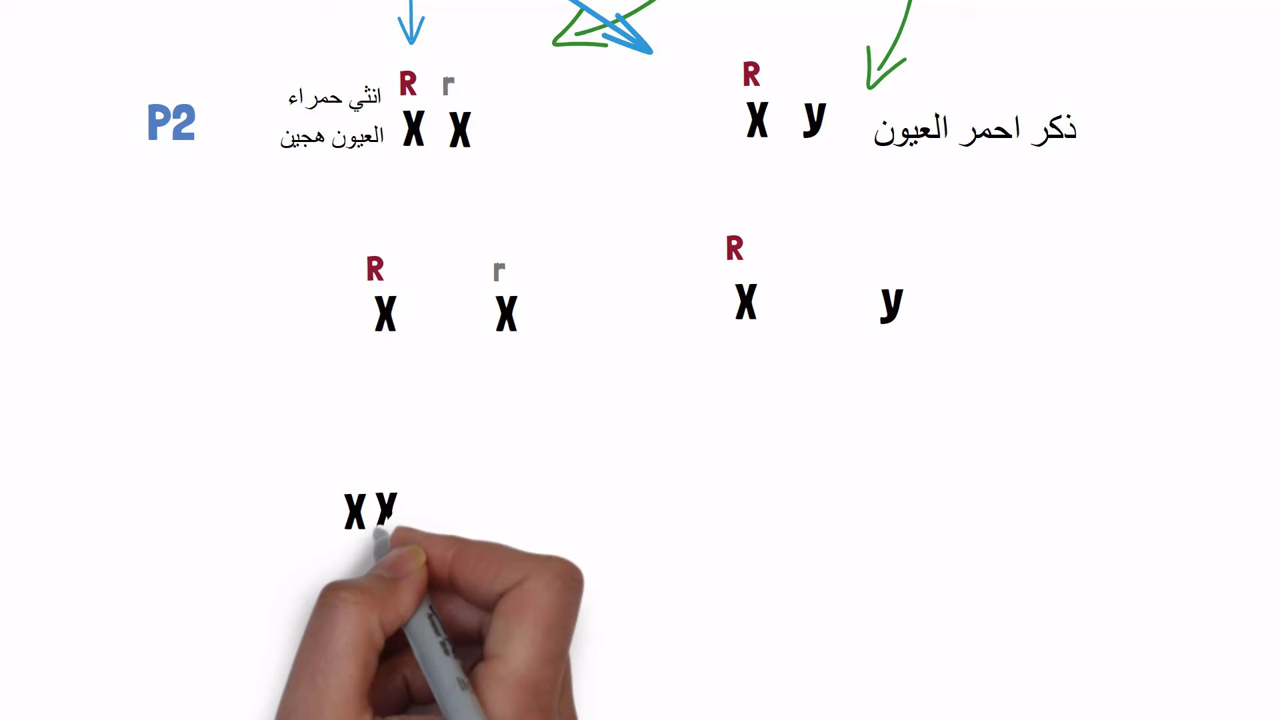 R r
R
P2
انثي حمراء
العيون هجين
X X
X y
ذكر احمر العيون
R r
R
X X
X y
X X